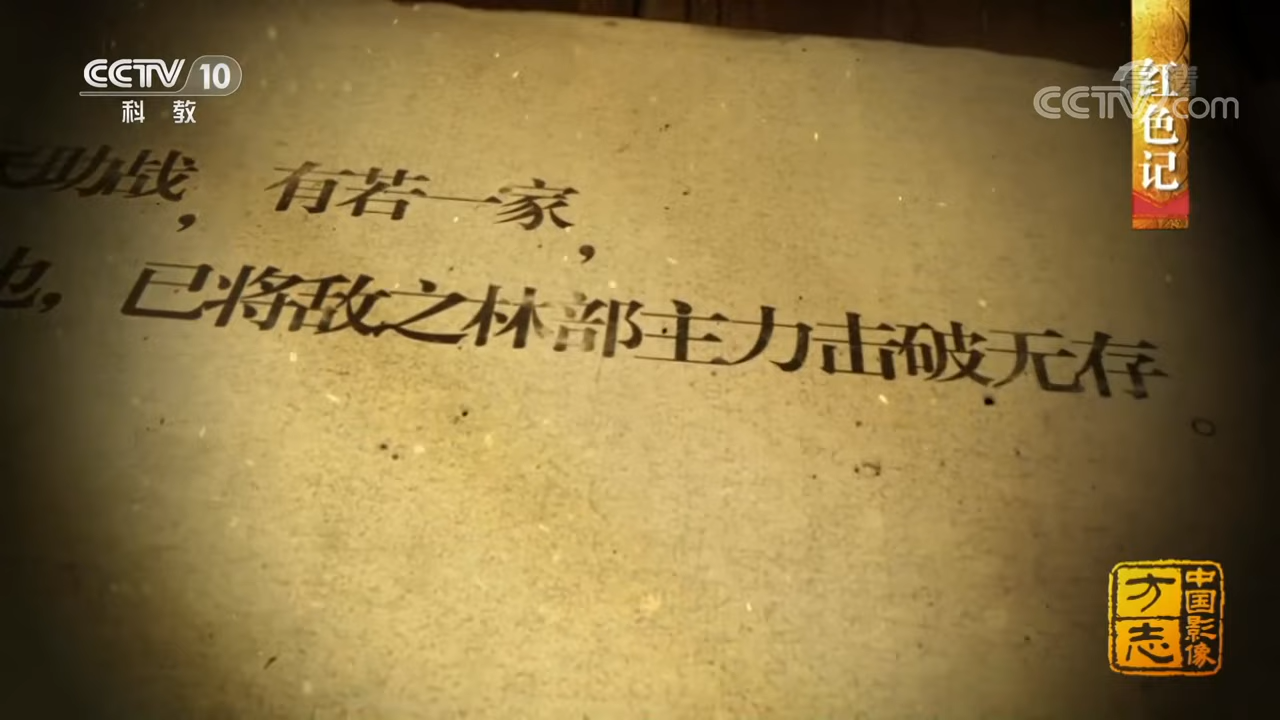 CCTV 10
科教
CCTV.com
红色记
助战, 有若一家,
也, 已将敌之林部主力击破无存。
中国影像
方志